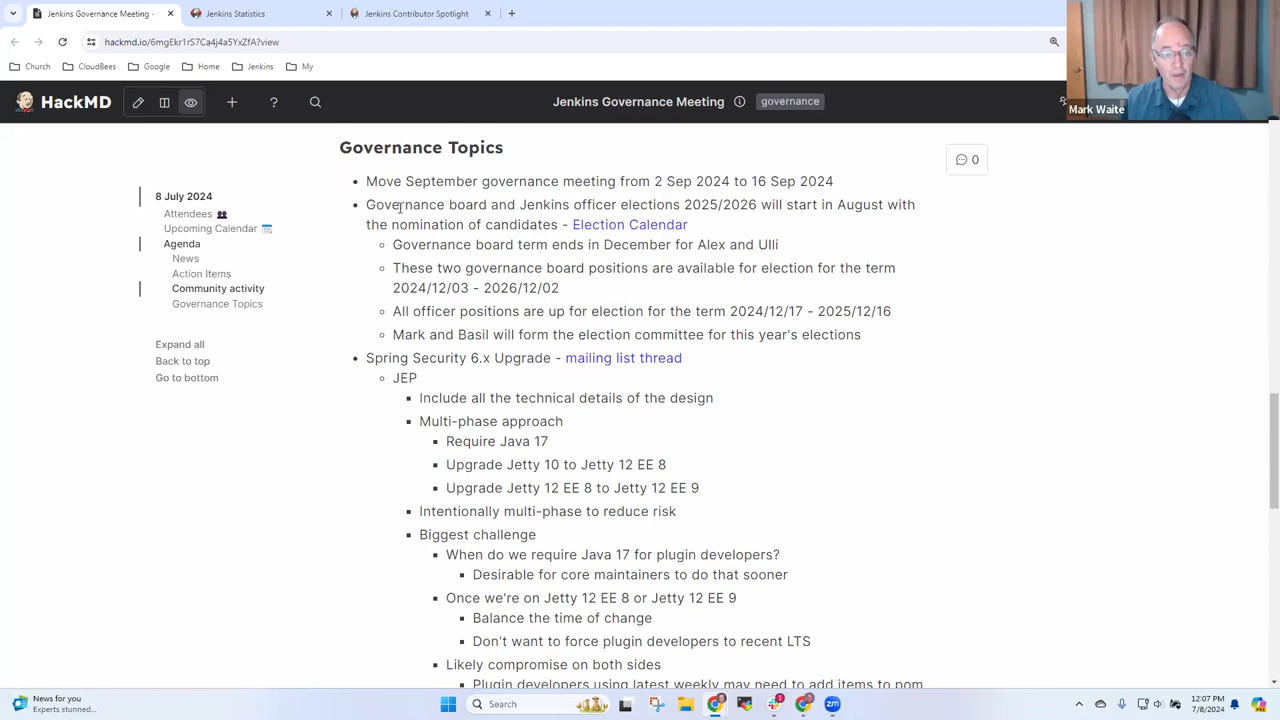 Jenkins Governance Meeting -
Jenkins Statistics
Jenkins Contributor Spotlight
hackmd.io/6mgEkr1rS7Ca4j4a5YxZfA?view
Church
CloudBees
Google
Home
Jenkins
My
HackMD
Jenkins Governance Meeting
governance
Mark Waite
0
8 July 2024
Attendees
Upcoming Calendar
Agenda
News
Action Items
Community activity
Governance Topics
Expand all
Back to top
Go to bottom
Governance Topics
Move September governance meeting from 2 Sep 2024 to 16 Sep 2024
Governance board and Jenkins officer elections 2025/2026 will start in August with
the nomination of candidates - Election Calendar
Governance board term ends in December for Alex and Ulli
These two governance board positions are available for election for the term
2024/12/03 - 2026/12/02
All officer positions are up for election for the term 2024/12/17 - 2025/12/16
Mark and Basil will form the election committee for this year's elections
Spring Security 6.x Upgrade - mailing list thread
JEP
Include all the technical details of the design
Multi-phase approach
Require Java 17
Upgrade Jetty 10 to Jetty 12 EE 8
Upgrade Jetty 12 EE 8 to Jetty 12 EE 9
Intentionally multi-phase to reduce risk
Biggest challenge
When do we require Java 17 for plugin developers?
Desirable for core maintainers to do that sooner
Once we're on Jetty 12 EE 8 or Jetty 12 EE 9
Balance the time of change
Don't want to force plugin developers to recent LTS
Likely compromise on both sides
Plugin developers using latest weekly may need to add items to pom
News for you
Experts stunned...
Search
12:07 PM
7/8/2024